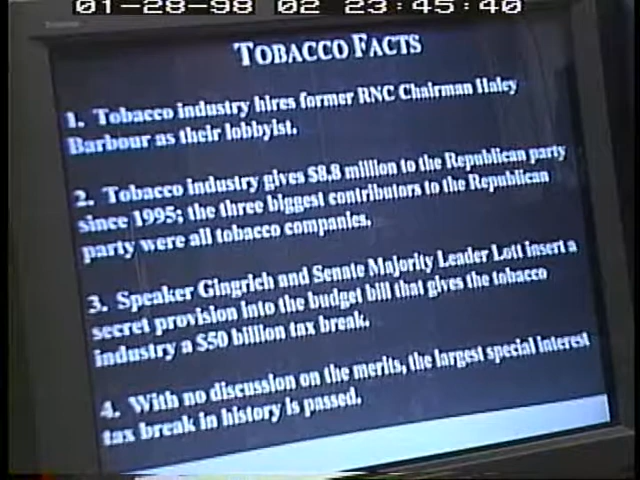 01-28-98 02 23:45:40
TOBACCO FACTS
1. Tobacco industry hires former RNC Chairman Haley
Barbour as their lobbyist.
2. Tobacco industry gives $8.8 million to the Republican party
since 1995; the three biggest contributors to the Republican
party were all tobacco companies.
3. Speaker Gingrich and Senate Majority Leader Lott insert a
secret provision into the budget bill that gives the tobacco
industry a $50 billion tax break.
4. With no discussion on the merits, the largest special interest
tax break in history is passed.